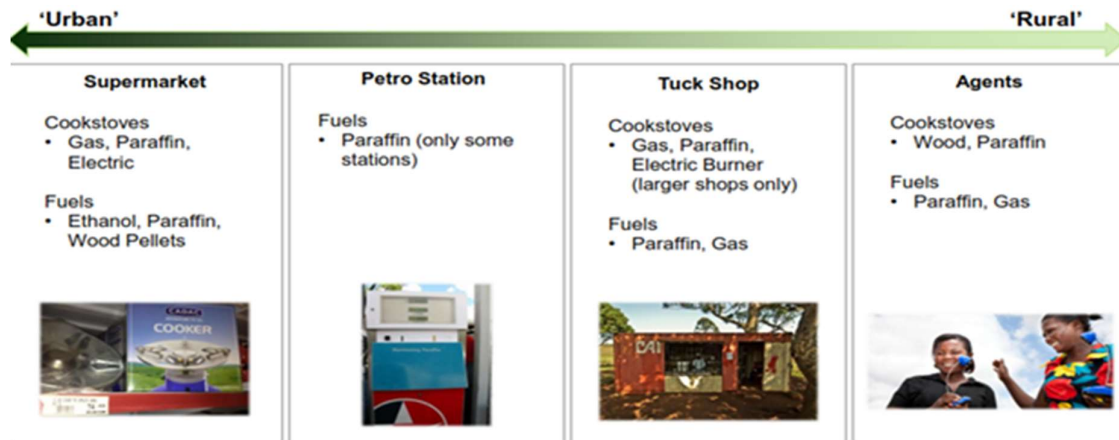 ‘Urban’
‘Rural’
Supermarket
Cookstoves
• Gas, Paraffin,
Electric
Fuels
• Ethanol, Paraffin,
Wood Pellets
Petro Station
Fuels
• Paraffin (only some
stations)
Tuck Shop
Cookstoves
• Gas, Paraffin,
Electric Burner
(larger shops only)
Fuels
• Paraffin, Gas
Agents
Cookstoves
• Wood, Paraffin
Fuels
• Paraffin, Gas
CADAC
COOKER